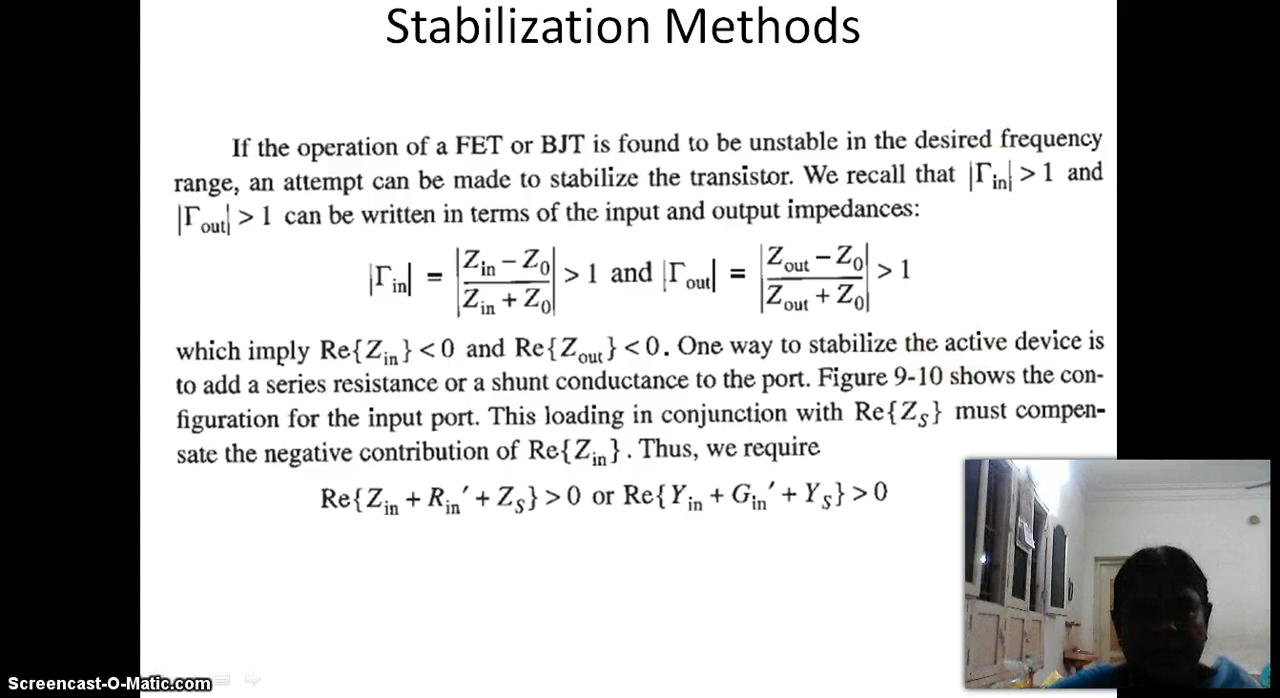 Stabilization Methods
If the operation of a FET or BJT is found to be unstable in the desired frequency
range, an attempt can be made to stabilize the transistor. We recall that |Γin| > 1 and
|Γout| > 1 can be written in terms of the input and output impedances:
|Γin| = |(Zin − Z0)/(Zin + Z0)| > 1 and |Γout| = |(Zout − Z0)/(Zout + Z0)| > 1
which imply Re{Zin} < 0 and Re{Zout} < 0. One way to stabilize the active device is
to add a series resistance or a shunt conductance to the port. Figure 9-10 shows the con-
figuration for the input port. This loading in conjunction with Re{ZS} must compen-
sate the negative contribution of Re{Zin}. Thus, we require
Re{Zin + Rin′ + ZS} > 0 or Re{Yin + Gin′ + YS} > 0
Screencast-O-Matic.com